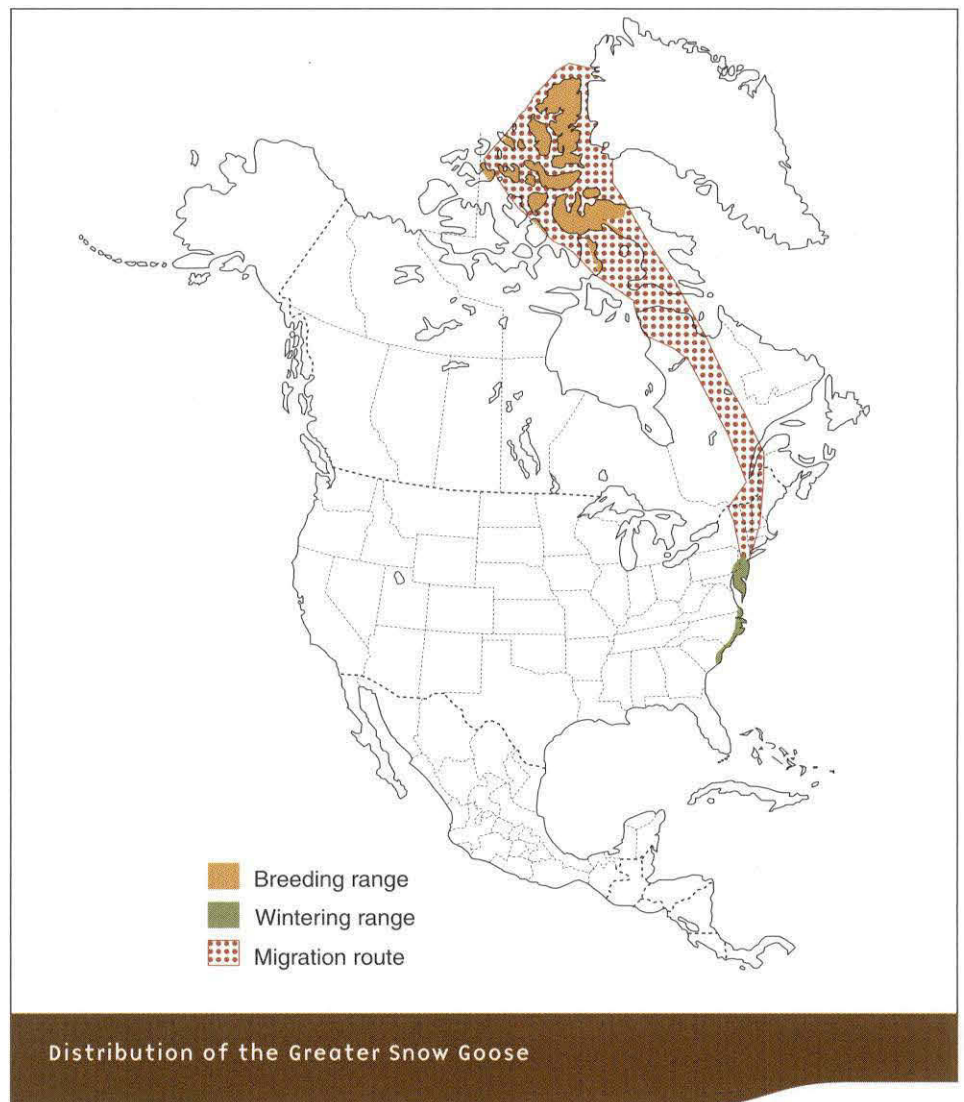 Breeding range
Wintering range
Migration route
Distribution of the Greater Snow Goose